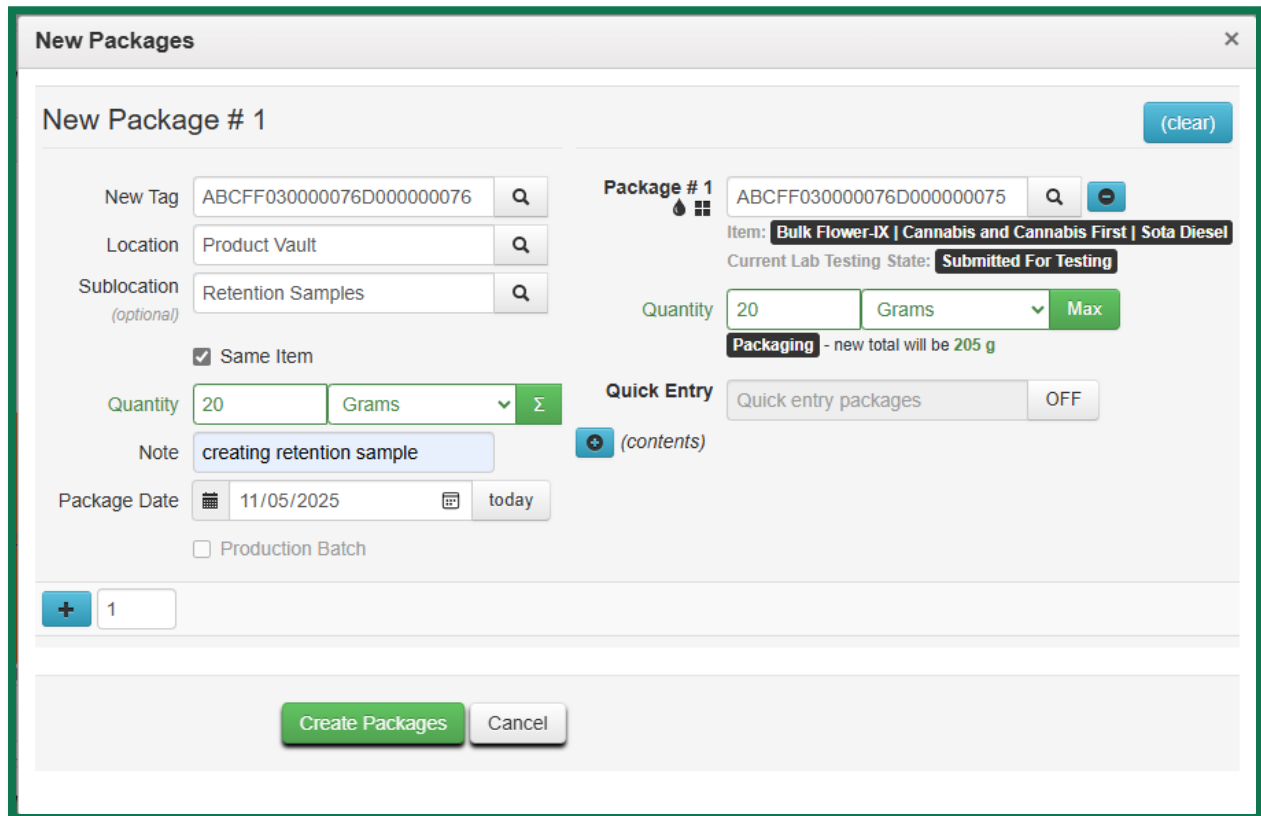 New Packages
×
New Package # 1
(clear)
New Tag ABCFF030000076D000000076
Location Product Vault
Sublocation Retention Samples
(optional)
Same Item
Quantity 20 Grams Σ
Note creating retention sample
Package Date 11/05/2025 today
Production Batch
Package # 1 ABCFF030000076D000000075
Item: Bulk Flower-IX | Cannabis and Cannabis First | Sota Diesel
Current Lab Testing State: Submitted For Testing
Quantity 20 Grams Max
Packaging - new total will be 205 g
Quick Entry Quick entry packages OFF
(contents)
1
Create Packages Cancel